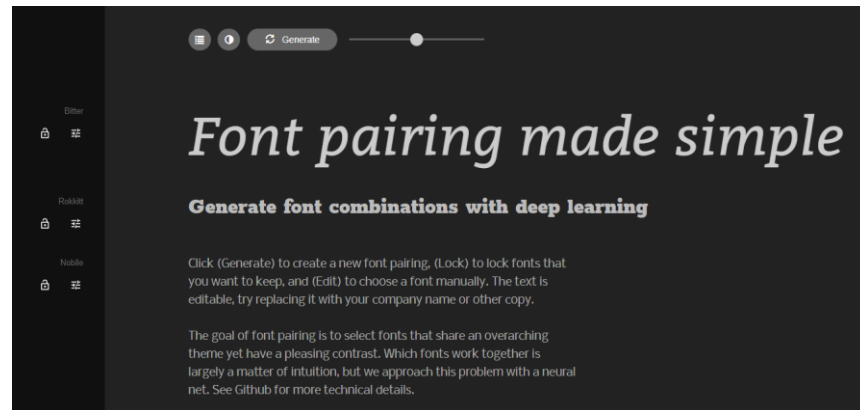 Generate
Bitter
Font pairing made simple
Rokkitt
Generate font combinations with deep learning
Nobile
Click (Generate) to create a new font pairing, (Lock) to lock fonts that
you want to keep, and (Edit) to choose a font manually. The text is
editable, try replacing it with your company name or other copy.
The goal of font pairing is to select fonts that share an overarching
theme yet have a pleasing contrast. Which fonts work together is
largely a matter of intuition, but we approach this problem with a neural
net. See Github for more technical details.